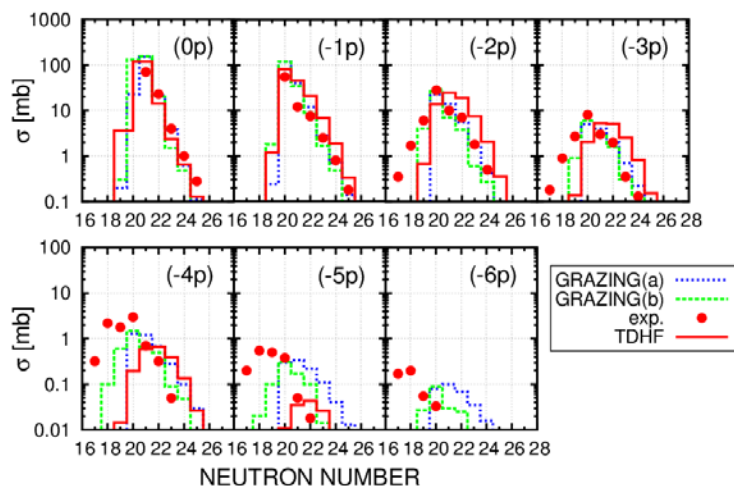 σ [mb]
1000
100
10
1
0.1
(0p)
(-1p)
(-2p)
(-3p)
16 18 20 22 24 26
16 18 20 22 24 26
16 18 20 22 24 26
16 18 20 22 24 26 28
σ [mb]
100
10
1
0.1
0.01
(-4p)
(-5p)
(-6p)
16 18 20 22 24 26
16 18 20 22 24 26
16 18 20 22 24 26 28
NEUTRON NUMBER
GRAZING(a)
GRAZING(b)
exp.
TDHF